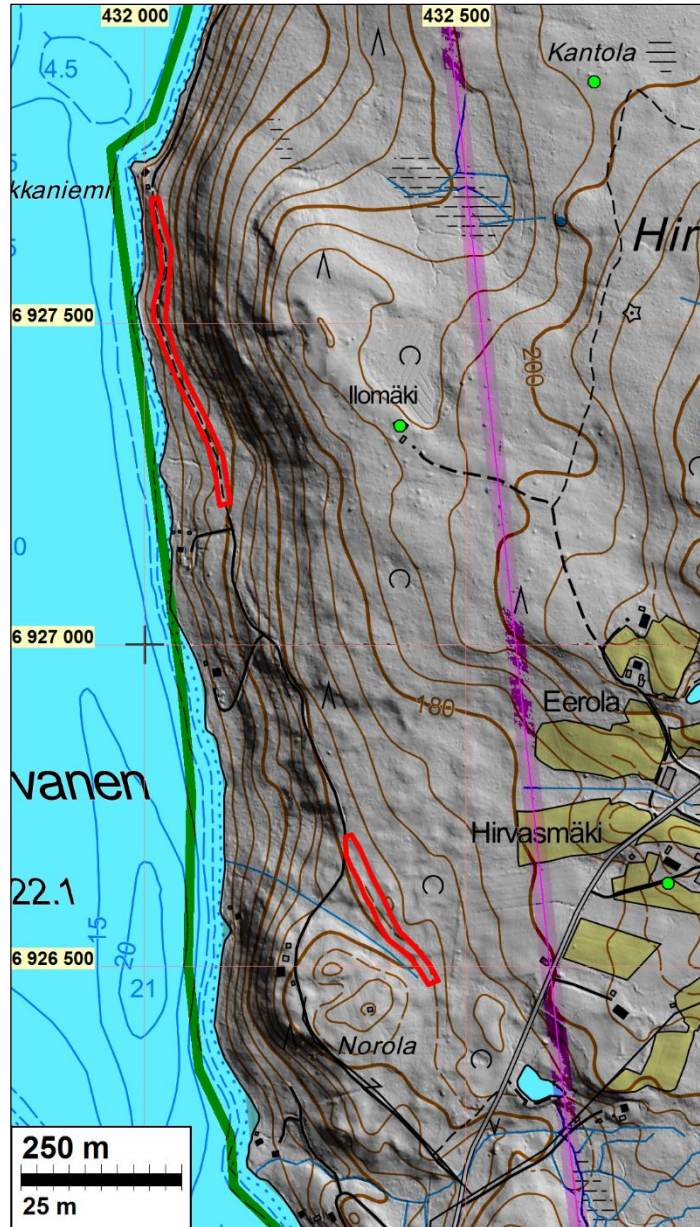 432 000
432 500
Kantola
4.5
kkaniemi
Hir
6 927 500
200
Ilomäki
6 927 000
180
Eerola
vanen
Hirvasmäki
22.1
15
20
21
6 926 500
Norola
250 m
25 m